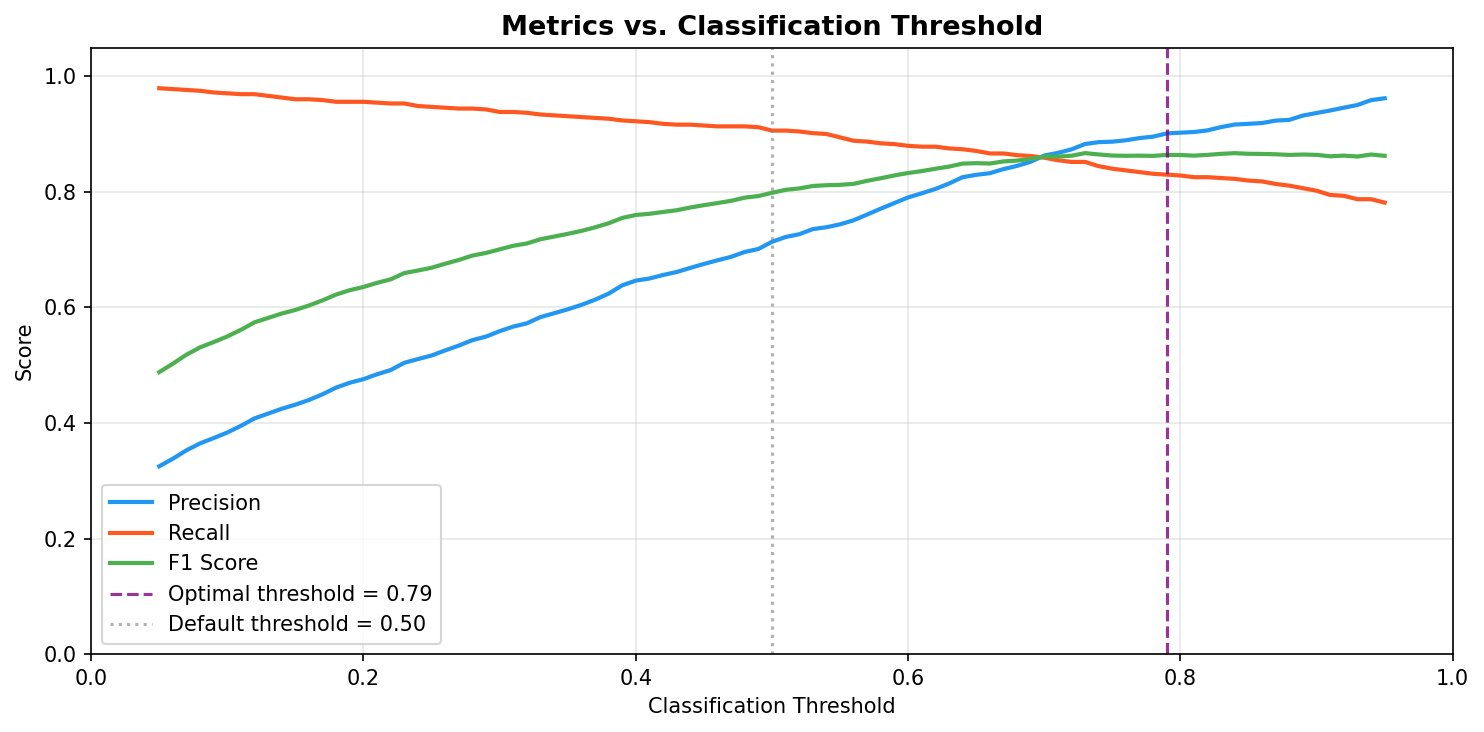 Metrics vs. Classification Threshold
Score
1.0
0.8
0.6
0.4
0.2
0.0
Precision
Recall
F1 Score
Optimal threshold = 0.79
Default threshold = 0.50
0.0 0.2 0.4 0.6 0.8 1.0
Classification Threshold